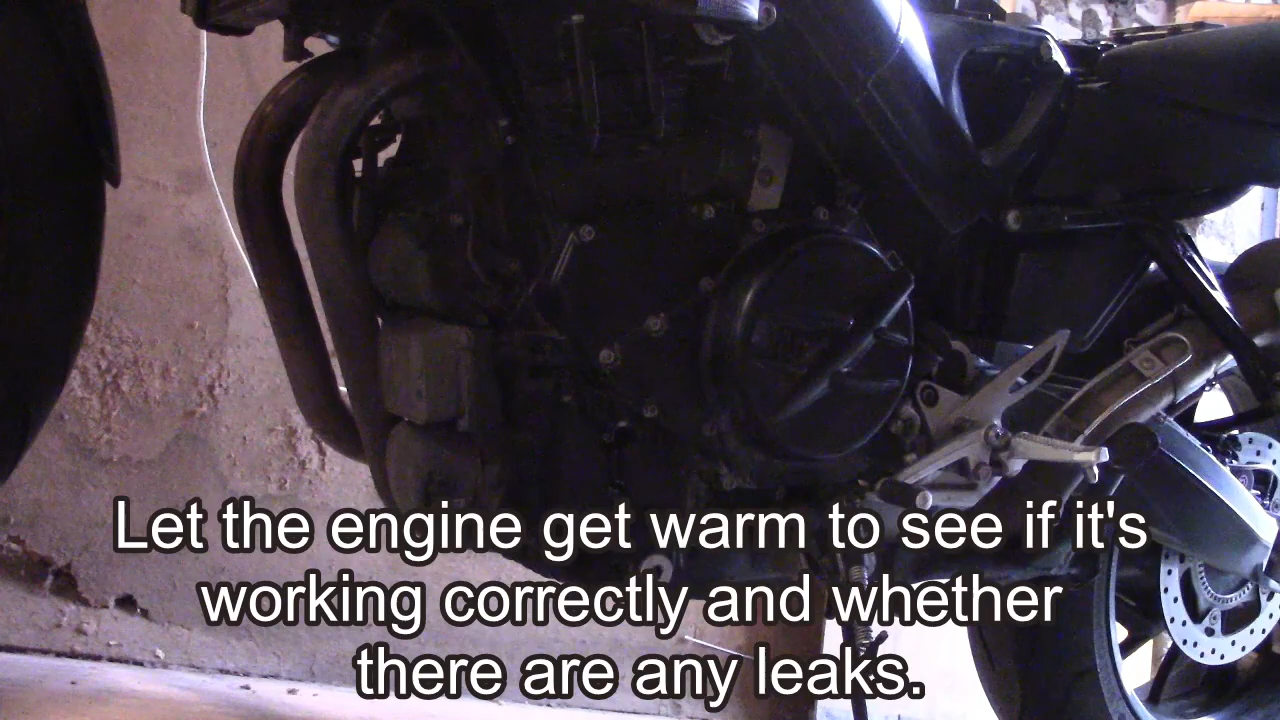 Let the engine get warm to see if it's
working correctly and whether
there are any leaks.